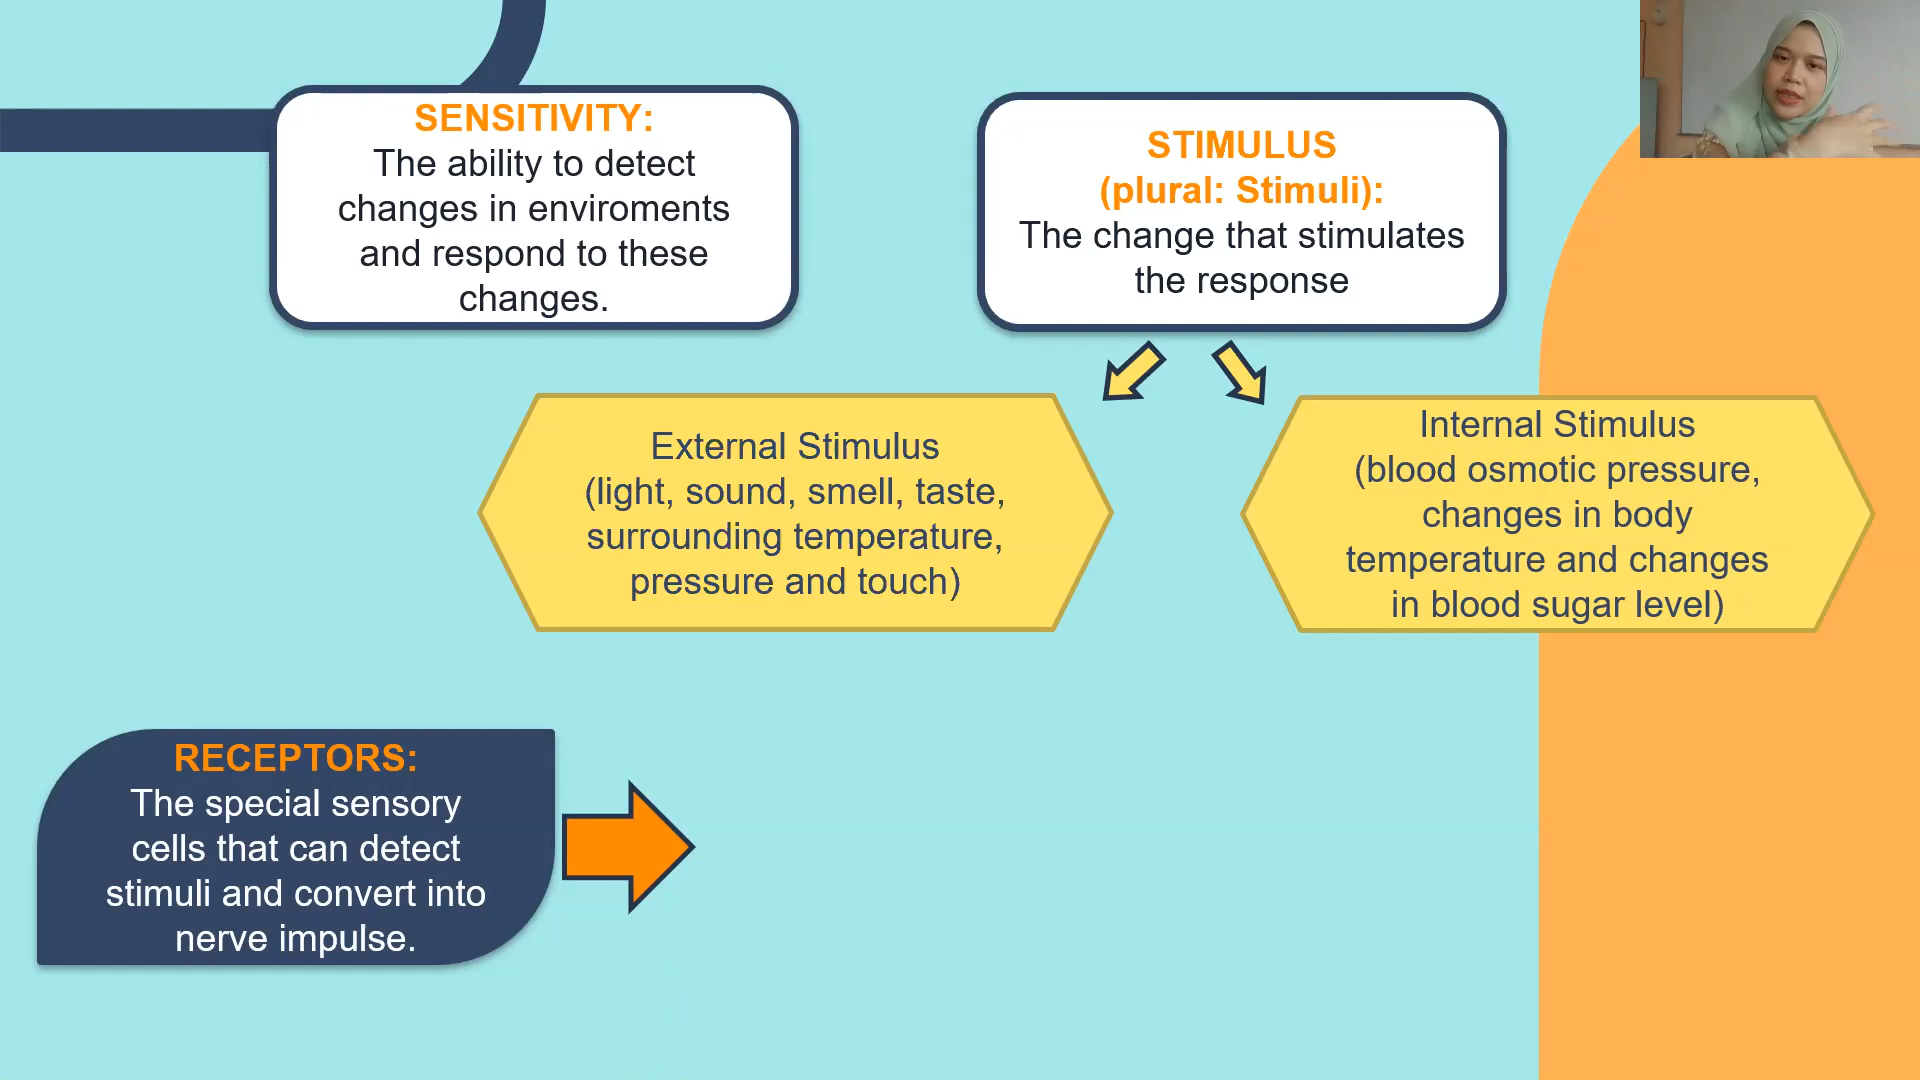 SENSITIVITY:
The ability to detect
changes in enviroments
and respond to these
changes.
STIMULUS
(plural: Stimuli):
The change that stimulates
the response
External Stimulus
(light, sound, smell, taste,
surrounding temperature,
pressure and touch)
Internal Stimulus
(blood osmotic pressure,
changes in body
temperature and changes
in blood sugar level)
RECEPTORS:
The special sensory
cells that can detect
stimuli and convert into
nerve impulse.